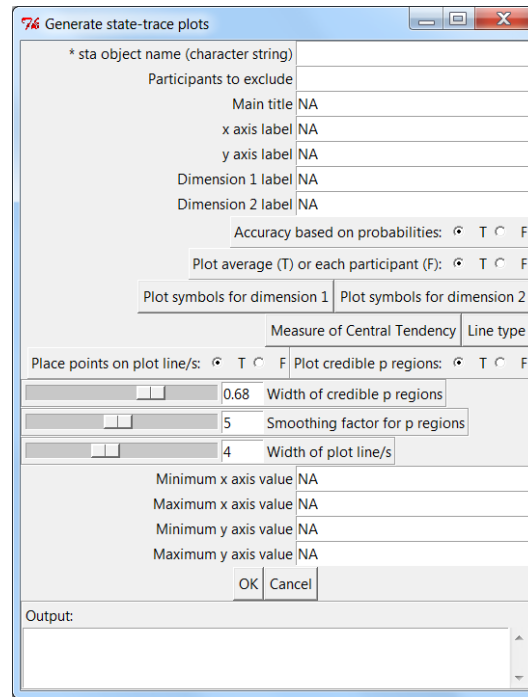 Generate state-trace plots
* sta object name (character string)
Participants to exclude
Main title NA
x axis label NA
y axis label NA
Dimension 1 label NA
Dimension 2 label NA
Accuracy based on probabilities: T F
Plot average (T) or each participant (F): T F
Plot symbols for dimension 1 Plot symbols for dimension 2
Measure of Central Tendency Line type
Place points on plot line/s: T F Plot credible p regions: T F
0.68 Width of credible p regions
5 Smoothing factor for p regions
4 Width of plot line/s
Minimum x axis value NA
Maximum x axis value NA
Minimum y axis value NA
Maximum y axis value NA
OK Cancel
Output: